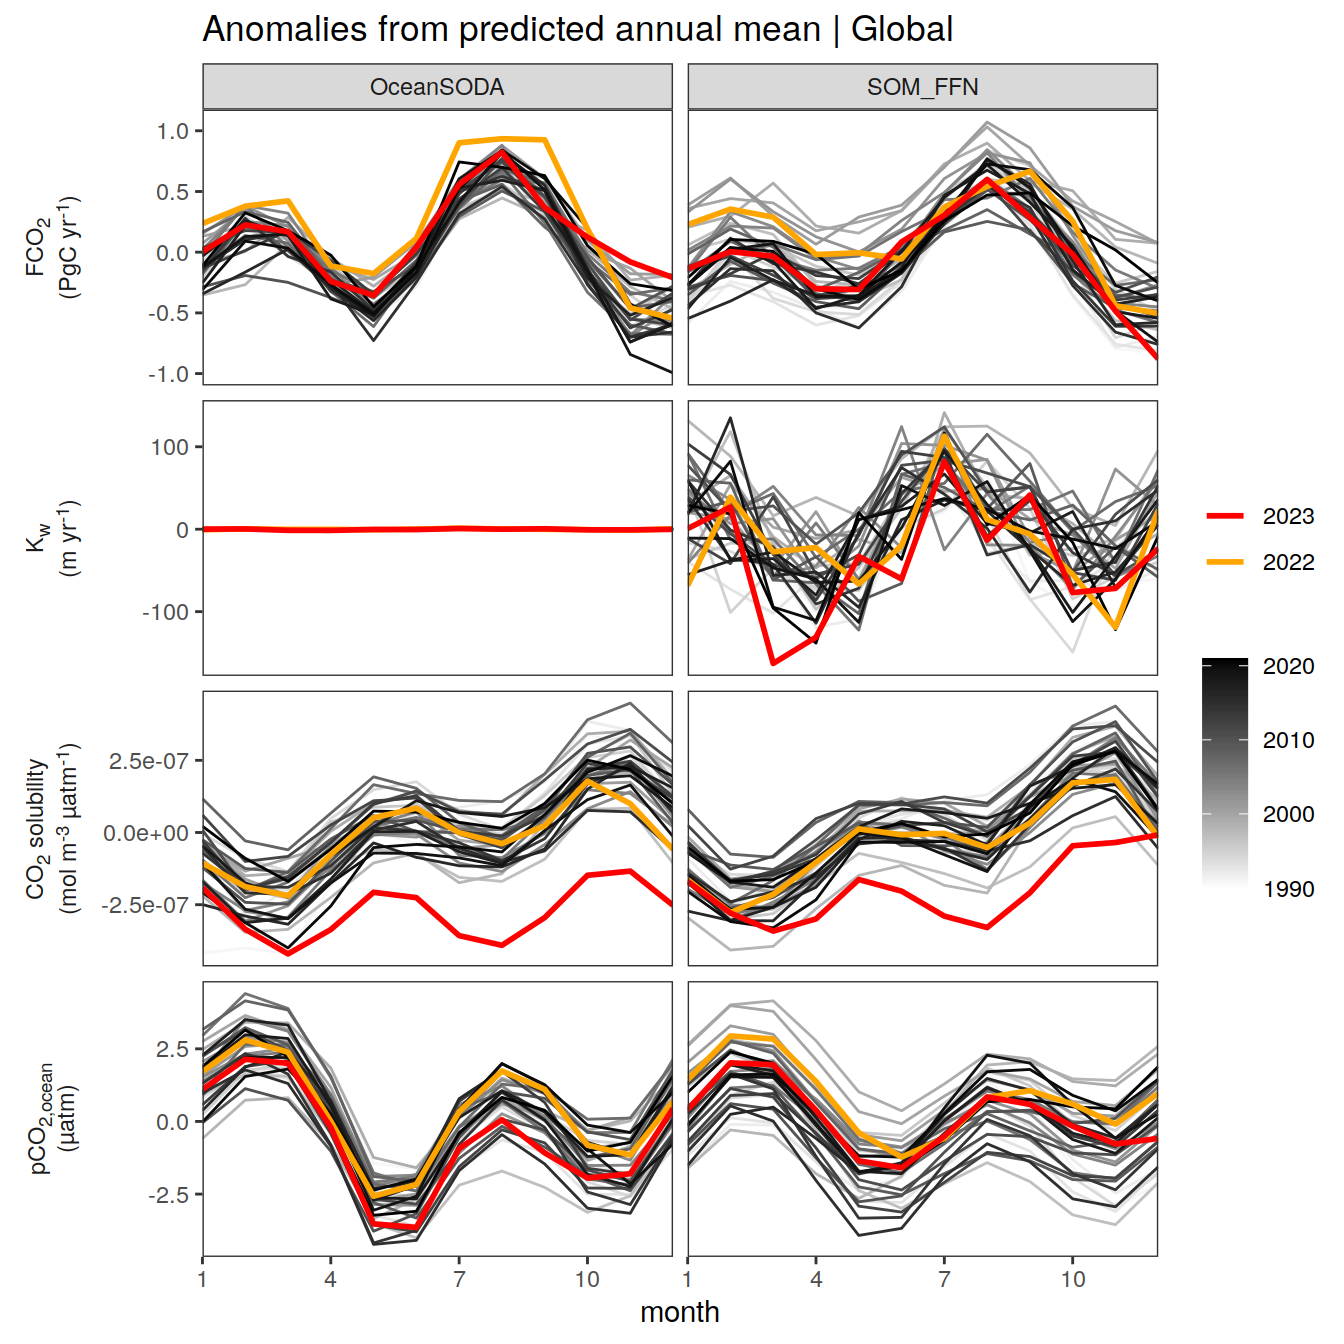 Anomalies from predicted annual mean | Global
OceanSODA
SOM_FFN
FCO₂
(PgC yr⁻¹)
1.0
0.5
0.0
-0.5
-1.0
K_w
(m yr⁻¹)
100
0
-100
CO₂ solubility
(mol m⁻³ µatm⁻¹)
2.5e-07
0.0e+00
-2.5e-07
pCO₂,ocean
(µatm)
2.5
0.0
-2.5
1 4 7 10
1 4 7 10
month
2023
2022
2020
2010
2000
1990